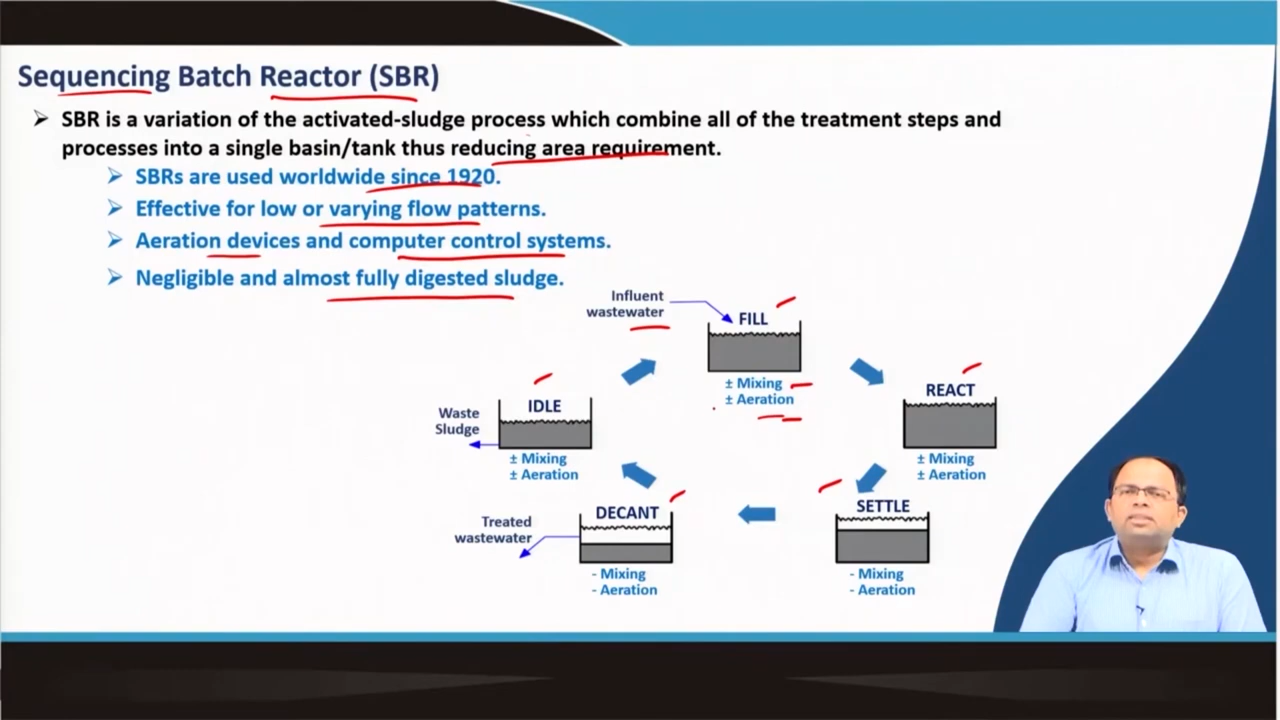 Sequencing Batch Reactor (SBR)
➢ SBR is a variation of the activated-sludge process which combine all of the treatment steps and
processes into a single basin/tank thus reducing area requirement.
➢ SBRs are used worldwide since 1920.
➢ Effective for low or varying flow patterns.
➢ Aeration devices and computer control systems.
➢ Negligible and almost fully digested sludge.
Influent
wastewater
FILL
± Mixing
± Aeration
REACT
± Mixing
± Aeration
SETTLE
- Mixing
- Aeration
DECANT
Treated
wastewater
- Mixing
- Aeration
IDLE
Waste
Sludge
± Mixing
± Aeration